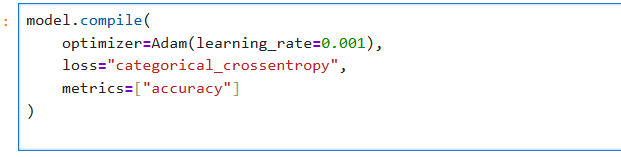 :
model.compile(
    optimizer=Adam(learning_rate=0.001),
    loss="categorical_crossentropy",
    metrics=["accuracy"]
)